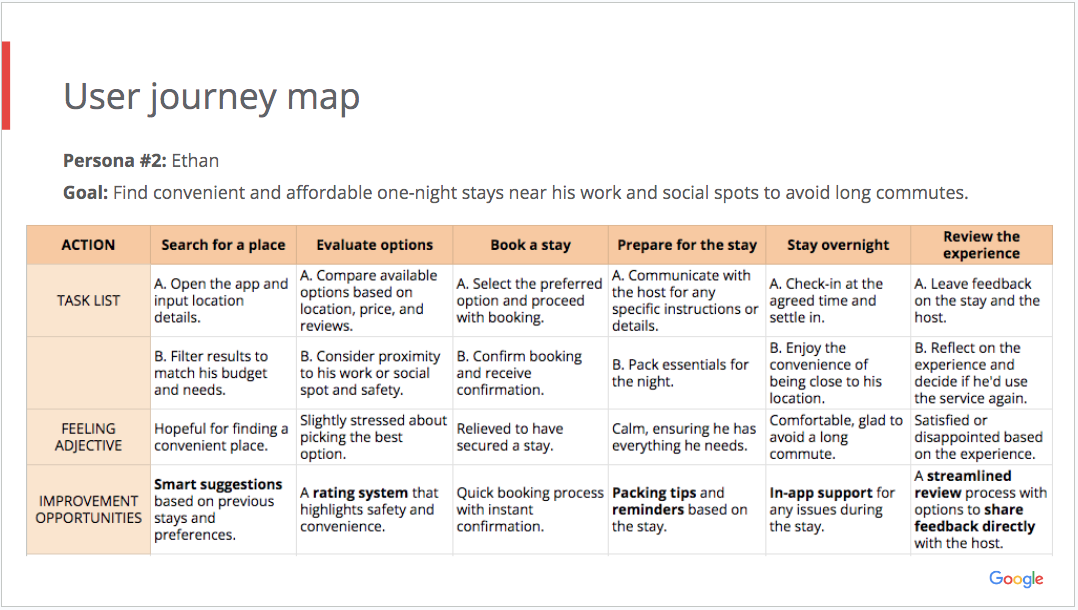 User journey map
Persona #2: Ethan
Goal: Find convenient and affordable one-night stays near his work and social spots to avoid long commutes.
ACTION
Search for a place
Evaluate options
Book a stay
Prepare for the stay
Stay overnight
Review the
experience
TASK LIST
A. Open the app and
input location
details.
A. Compare available
options based on
location, price, and
reviews.
A. Select the preferred
option and proceed
with booking.
A. Communicate with
the host for any
specific instructions or
details.
A. Check-in at the
agreed time and
settle in.
A. Leave feedback
on the stay and the
host.
B. Filter results to
match his budget
and needs.
B. Consider proximity
to his work or social
spot and safety.
B. Confirm booking
and receive
confirmation.
B. Pack essentials for
the night.
B. Enjoy the
convenience of
being close to his
location.
B. Reflect on the
experience and
decide if he'd use
the service again.
FEELING
ADJECTIVE
Hopeful for finding a
convenient place.
Slightly stressed about
picking the best
option.
Relieved to have
secured a stay.
Calm, ensuring he has
everything he needs.
Comfortable, glad to
avoid a long
commute.
Satisfied or
disappointed based
on the experience.
IMPROVEMENT
OPPORTUNITIES
Smart suggestions
based on previous
stays and
preferences.
A rating system that
highlights safety and
convenience.
Quick booking process
with instant
confirmation.
Packing tips and
reminders based on
the stay.
In-app support for
any issues during
the stay.
A streamlined
review process with
options to share
feedback directly
with the host.
Google